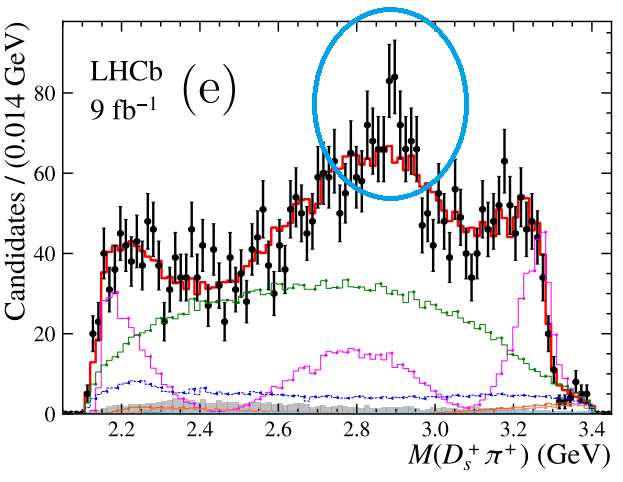 Candidates / (0.014 GeV)
LHCb
9 fb⁻¹
(e)
80
60
40
20
0
2.2 2.4 2.6 2.8 3.0 3.2 3.4
M(D_s^+ π^+) (GeV)